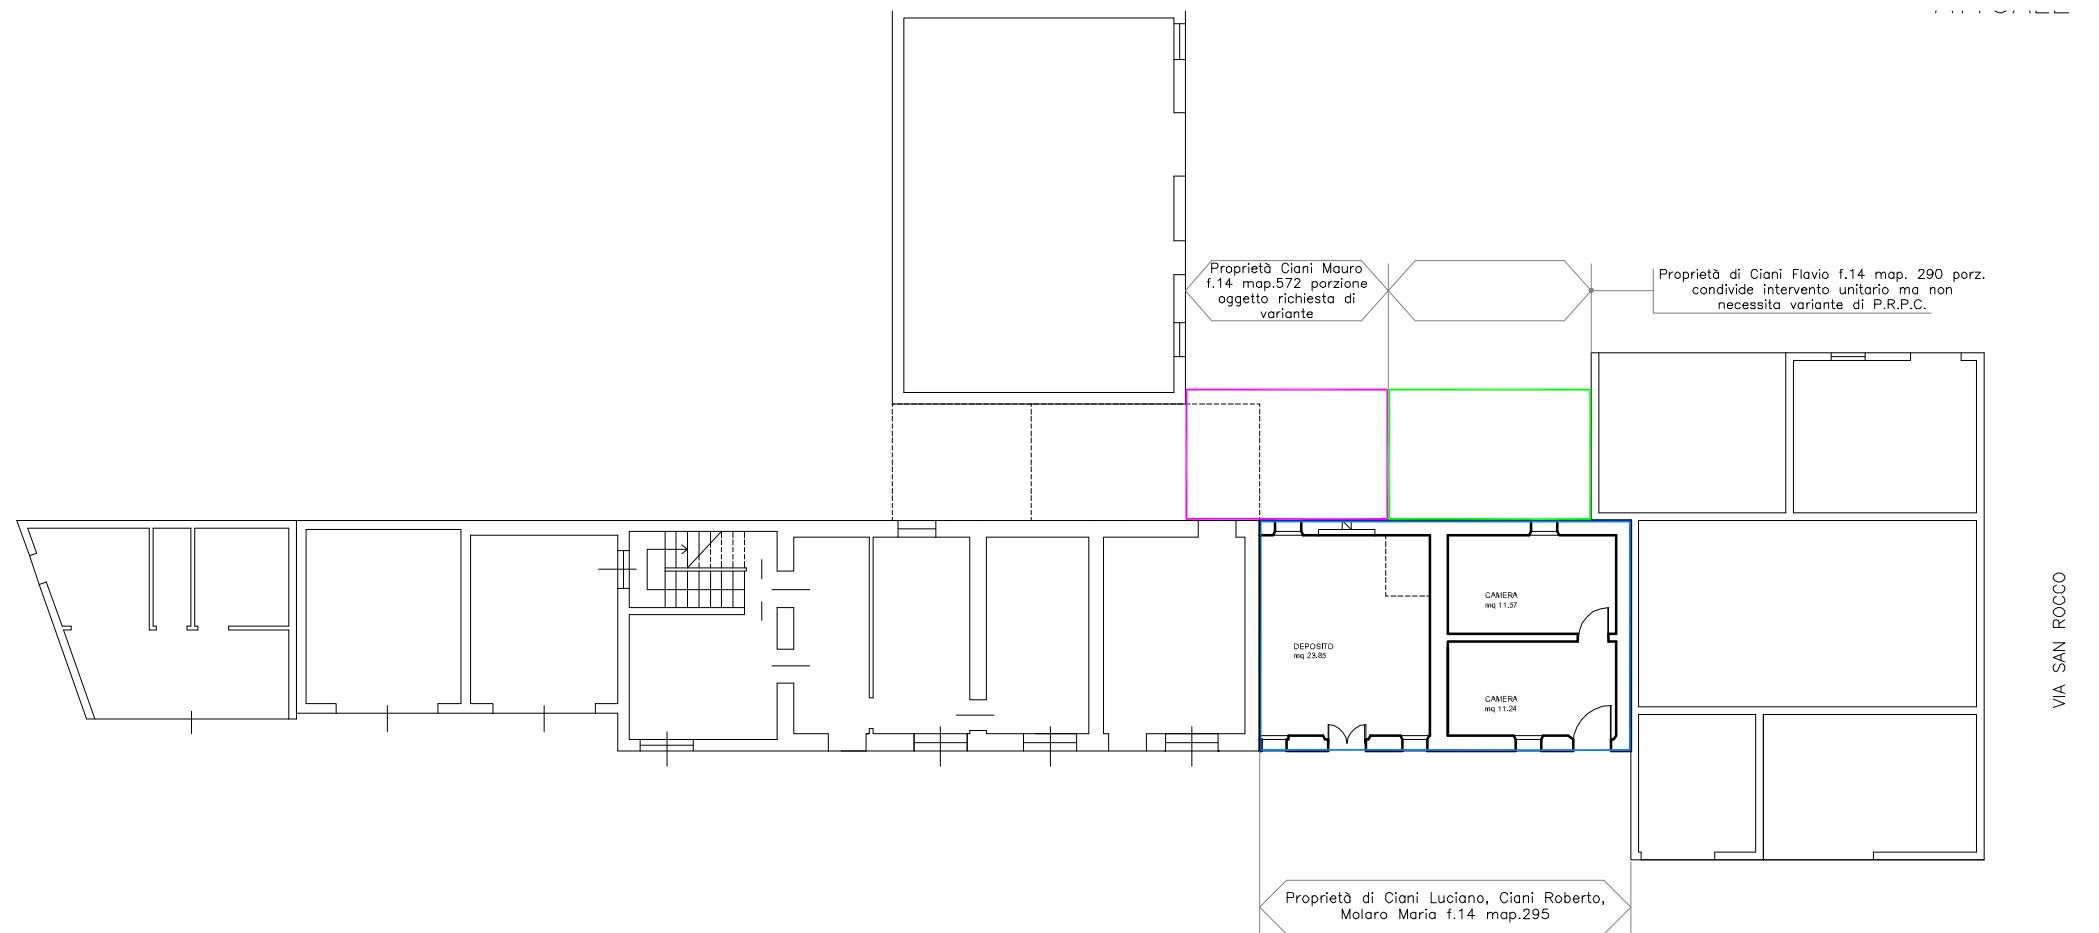 Proprietà Ciani Mauro
f.14 map.572 porzione
oggetto richiesta di
variante
Proprietà di Ciani Flavio f.14 map. 290 porz.
condivide intervento unitario ma non
necessita variante di P.R.P.C.
CAMERA
mq 11.57
DEPOSITO
mq 23.85
CAMERA
mq 11.24
VIA SAN ROCCO
Proprietà di Ciani Luciano, Ciani Roberto,
Molaro Maria f.14 map.295